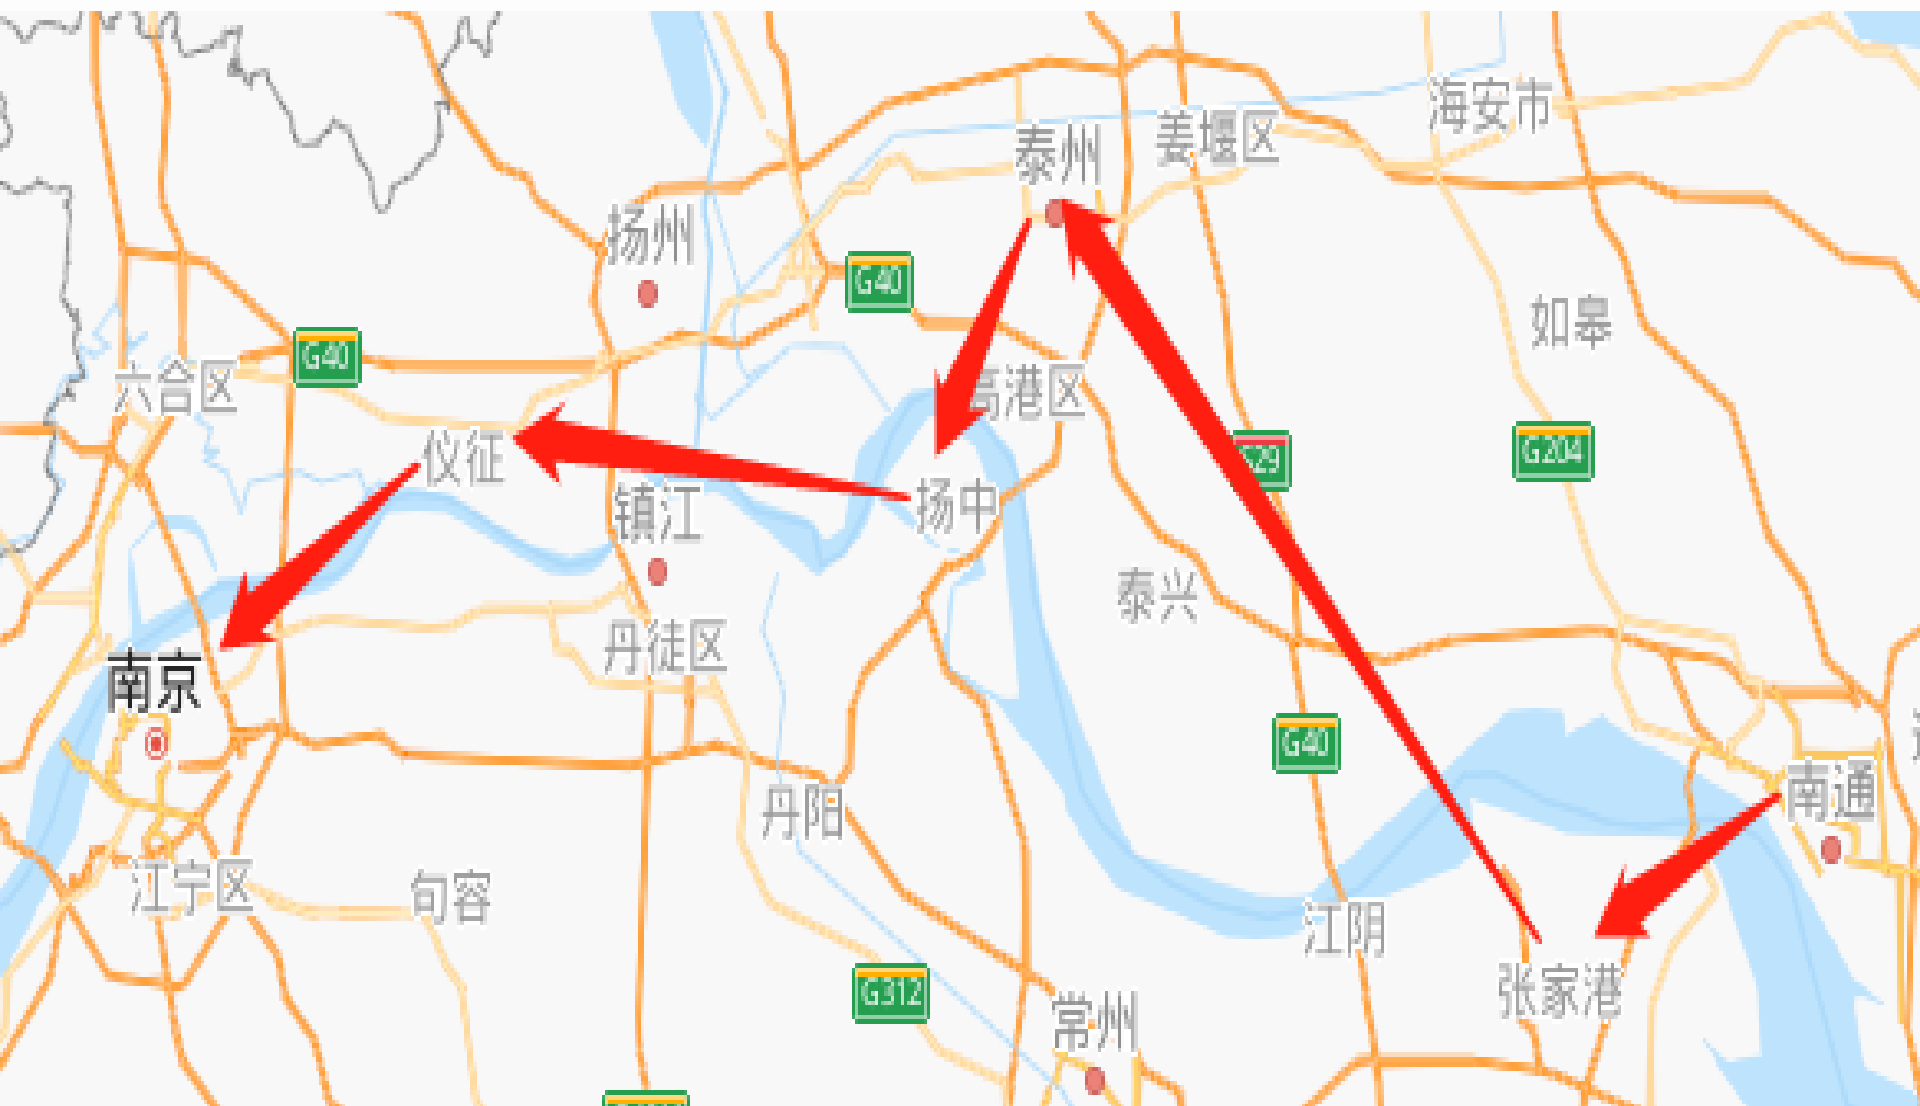 海安市
泰州
姜堰区
扬州
G40
如皋
G40
六合区
高港区
仪征
G29
G204
镇江
扬中
泰兴
丹徒区
南京
G40
南通
丹阳
江宁区
句容
江阴
G312
张家港
常州